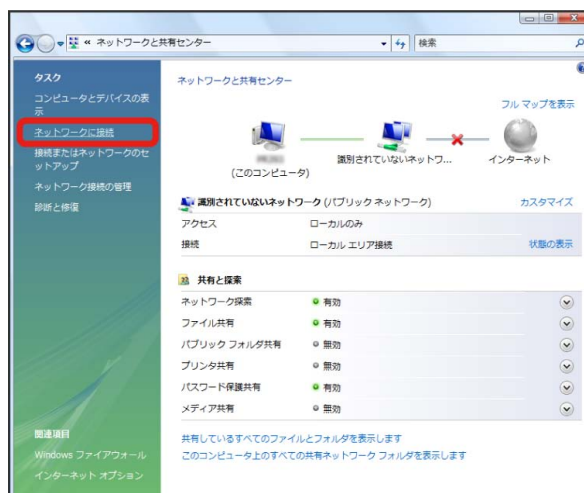 « ネットワークと共有センター
検索
タスク
コンピュータとデバイスの表
示
ネットワークに接続
接続またはネットワークのセ
ットアップ
ネットワーク接続の管理
診断と修復
関連項目
Windows ファイアウォール
インターネット オプション
ネットワークと共有センター
フル マップを表示
(このコンピュータ)
識別されていないネットワ...
インターネット
識別されていないネットワーク (パブリック ネットワーク)
カスタマイズ
アクセス ローカルのみ
接続 ローカル エリア接続 状態の表示
共有と探索
ネットワーク探索 有効
ファイル共有 有効
パブリック フォルダ共有 無効
プリンタ共有 無効
パスワード保護共有 有効
メディア共有 無効
共有しているすべてのファイルとフォルダを表示します
このコンピュータ上のすべての共有ネットワーク フォルダを表示します